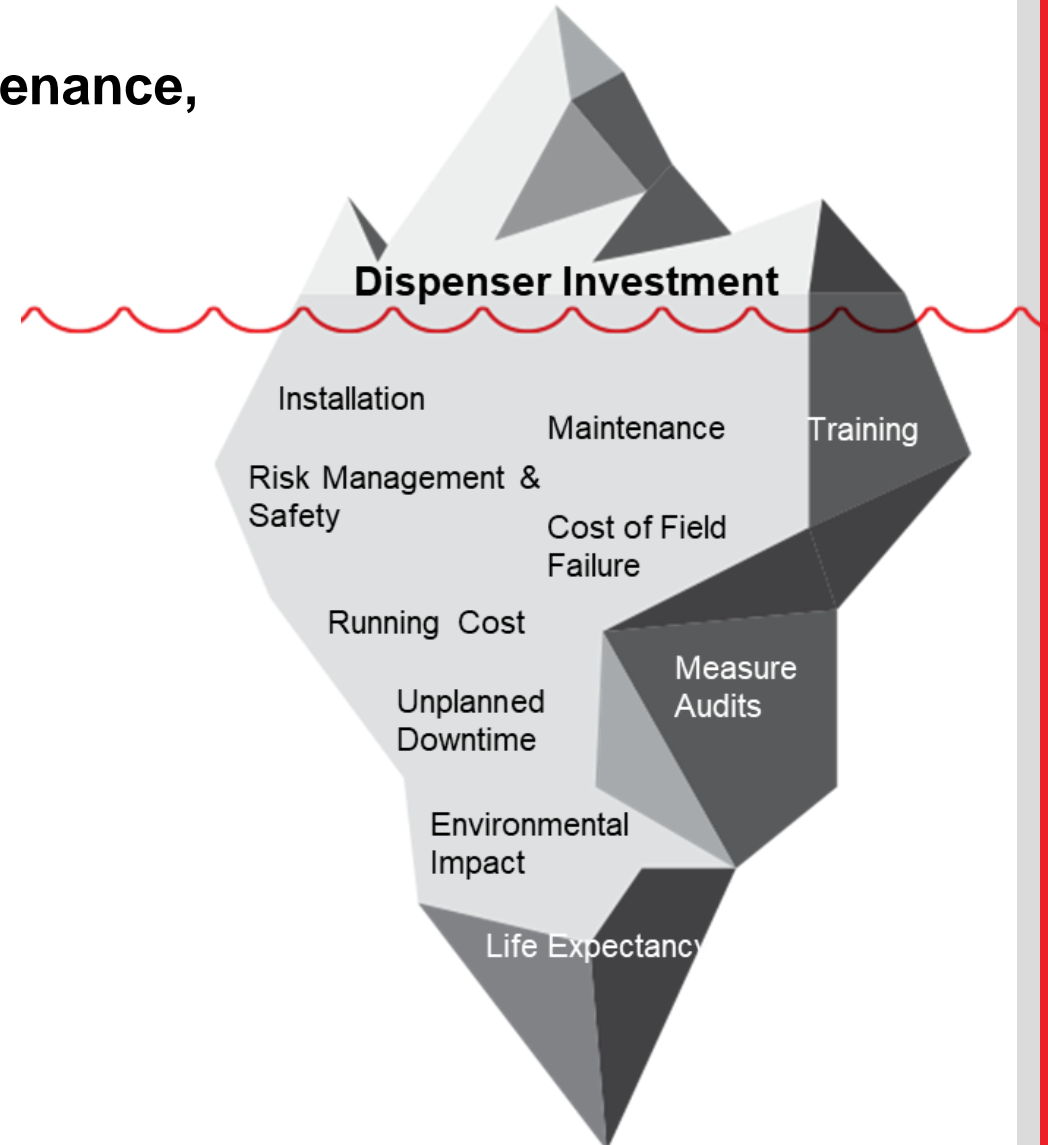 enance,
Dispenser Investment
Installation
Maintenance
Training
Risk Management &
Safety
Cost of Field
Failure
Running Cost
Measure
Audits
Unplanned
Downtime
Environmental
Impact
Life Expectancy